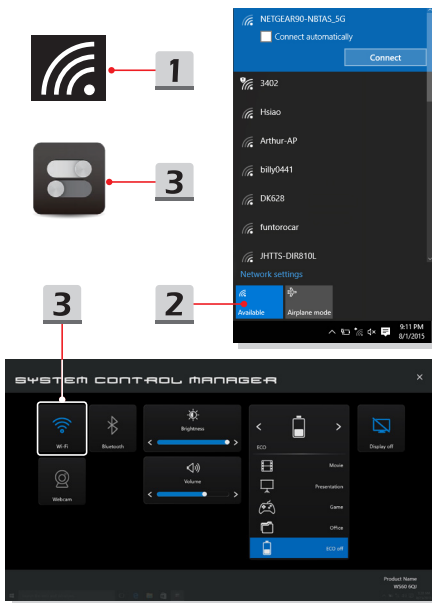 1
3
NETGEAR90-NBTAS_5G
Connect automatically
Connect
3402
Hsiao
Arthur-AP
billy0441
DK628
funtorocar
JHTTS-DIR810L
Network settings
Available
Airplane mode
9:11 PM
8/1/2015
3
2
SYSTEM CONTROL MANAGER
Wi-Fi
Bluetooth
Brightness
Webcam
Volume
ECO
Movie
Presentation
Game
Office
ECO off
Display off
Product Name
WS60 6QJ